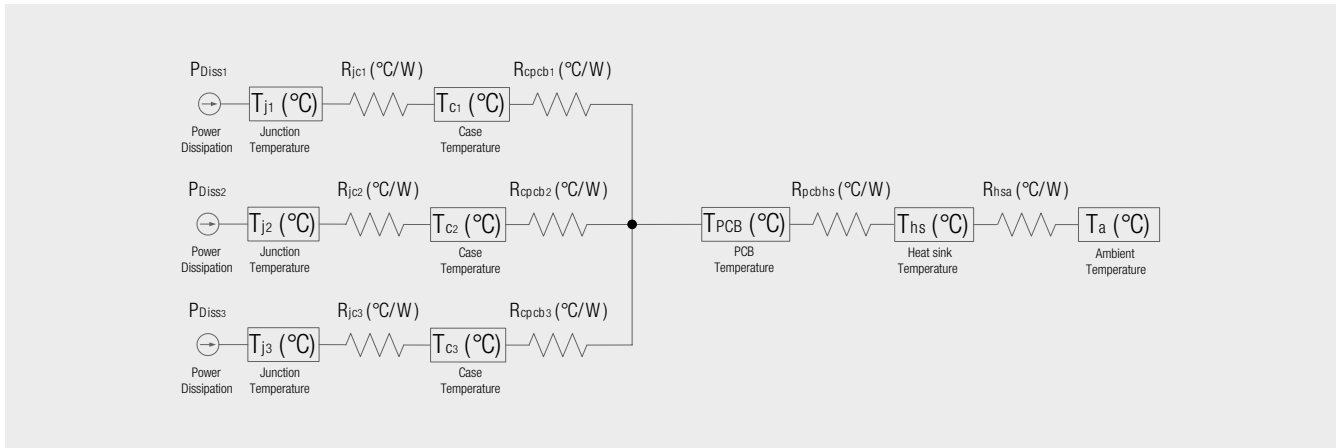 PDiss1
Rjc1 (°C/W)
Rcpcb1 (°C/W)
Tj1 (°C)
Tc1 (°C)
Power
Dissipation
Junction
Temperature
Case
Temperature
PDiss2
Rjc2 (°C/W)
Rcpcb2 (°C/W)
Rpcbhs (°C/W)
Rhsa (°C/W)
Tj2 (°C)
Tc2 (°C)
TPCB (°C)
Ths (°C)
Ta (°C)
Power
Dissipation
Junction
Temperature
Case
Temperature
PCB
Temperature
Heat sink
Temperature
Ambient
Temperature
PDiss3
Rjc3 (°C/W)
Rcpcb3 (°C/W)
Tj3 (°C)
Tc3 (°C)
Power
Dissipation
Junction
Temperature
Case
Temperature